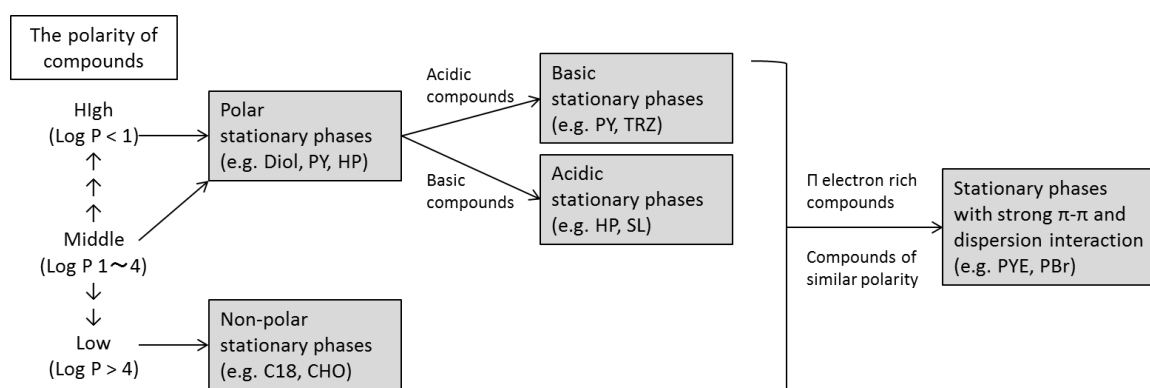 The polarity of
compounds
HIgh
(Log P < 1)
Middle
(Log P 1～4)
Low
(Log P > 4)
Polar
stationary phases
(e.g. Diol, PY, HP)
Non-polar
stationary phases
(e.g. C18, CHO)
Acidic
compounds
Basic
compounds
Basic
stationary phases
(e.g. PY, TRZ)
Acidic
stationary phases
(e.g. HP, SL)
Π electron rich
compounds
Compounds
of similar polarity
Stationary phases
with strong π-π and
dispersion interaction
(e.g. PYE, PBr)